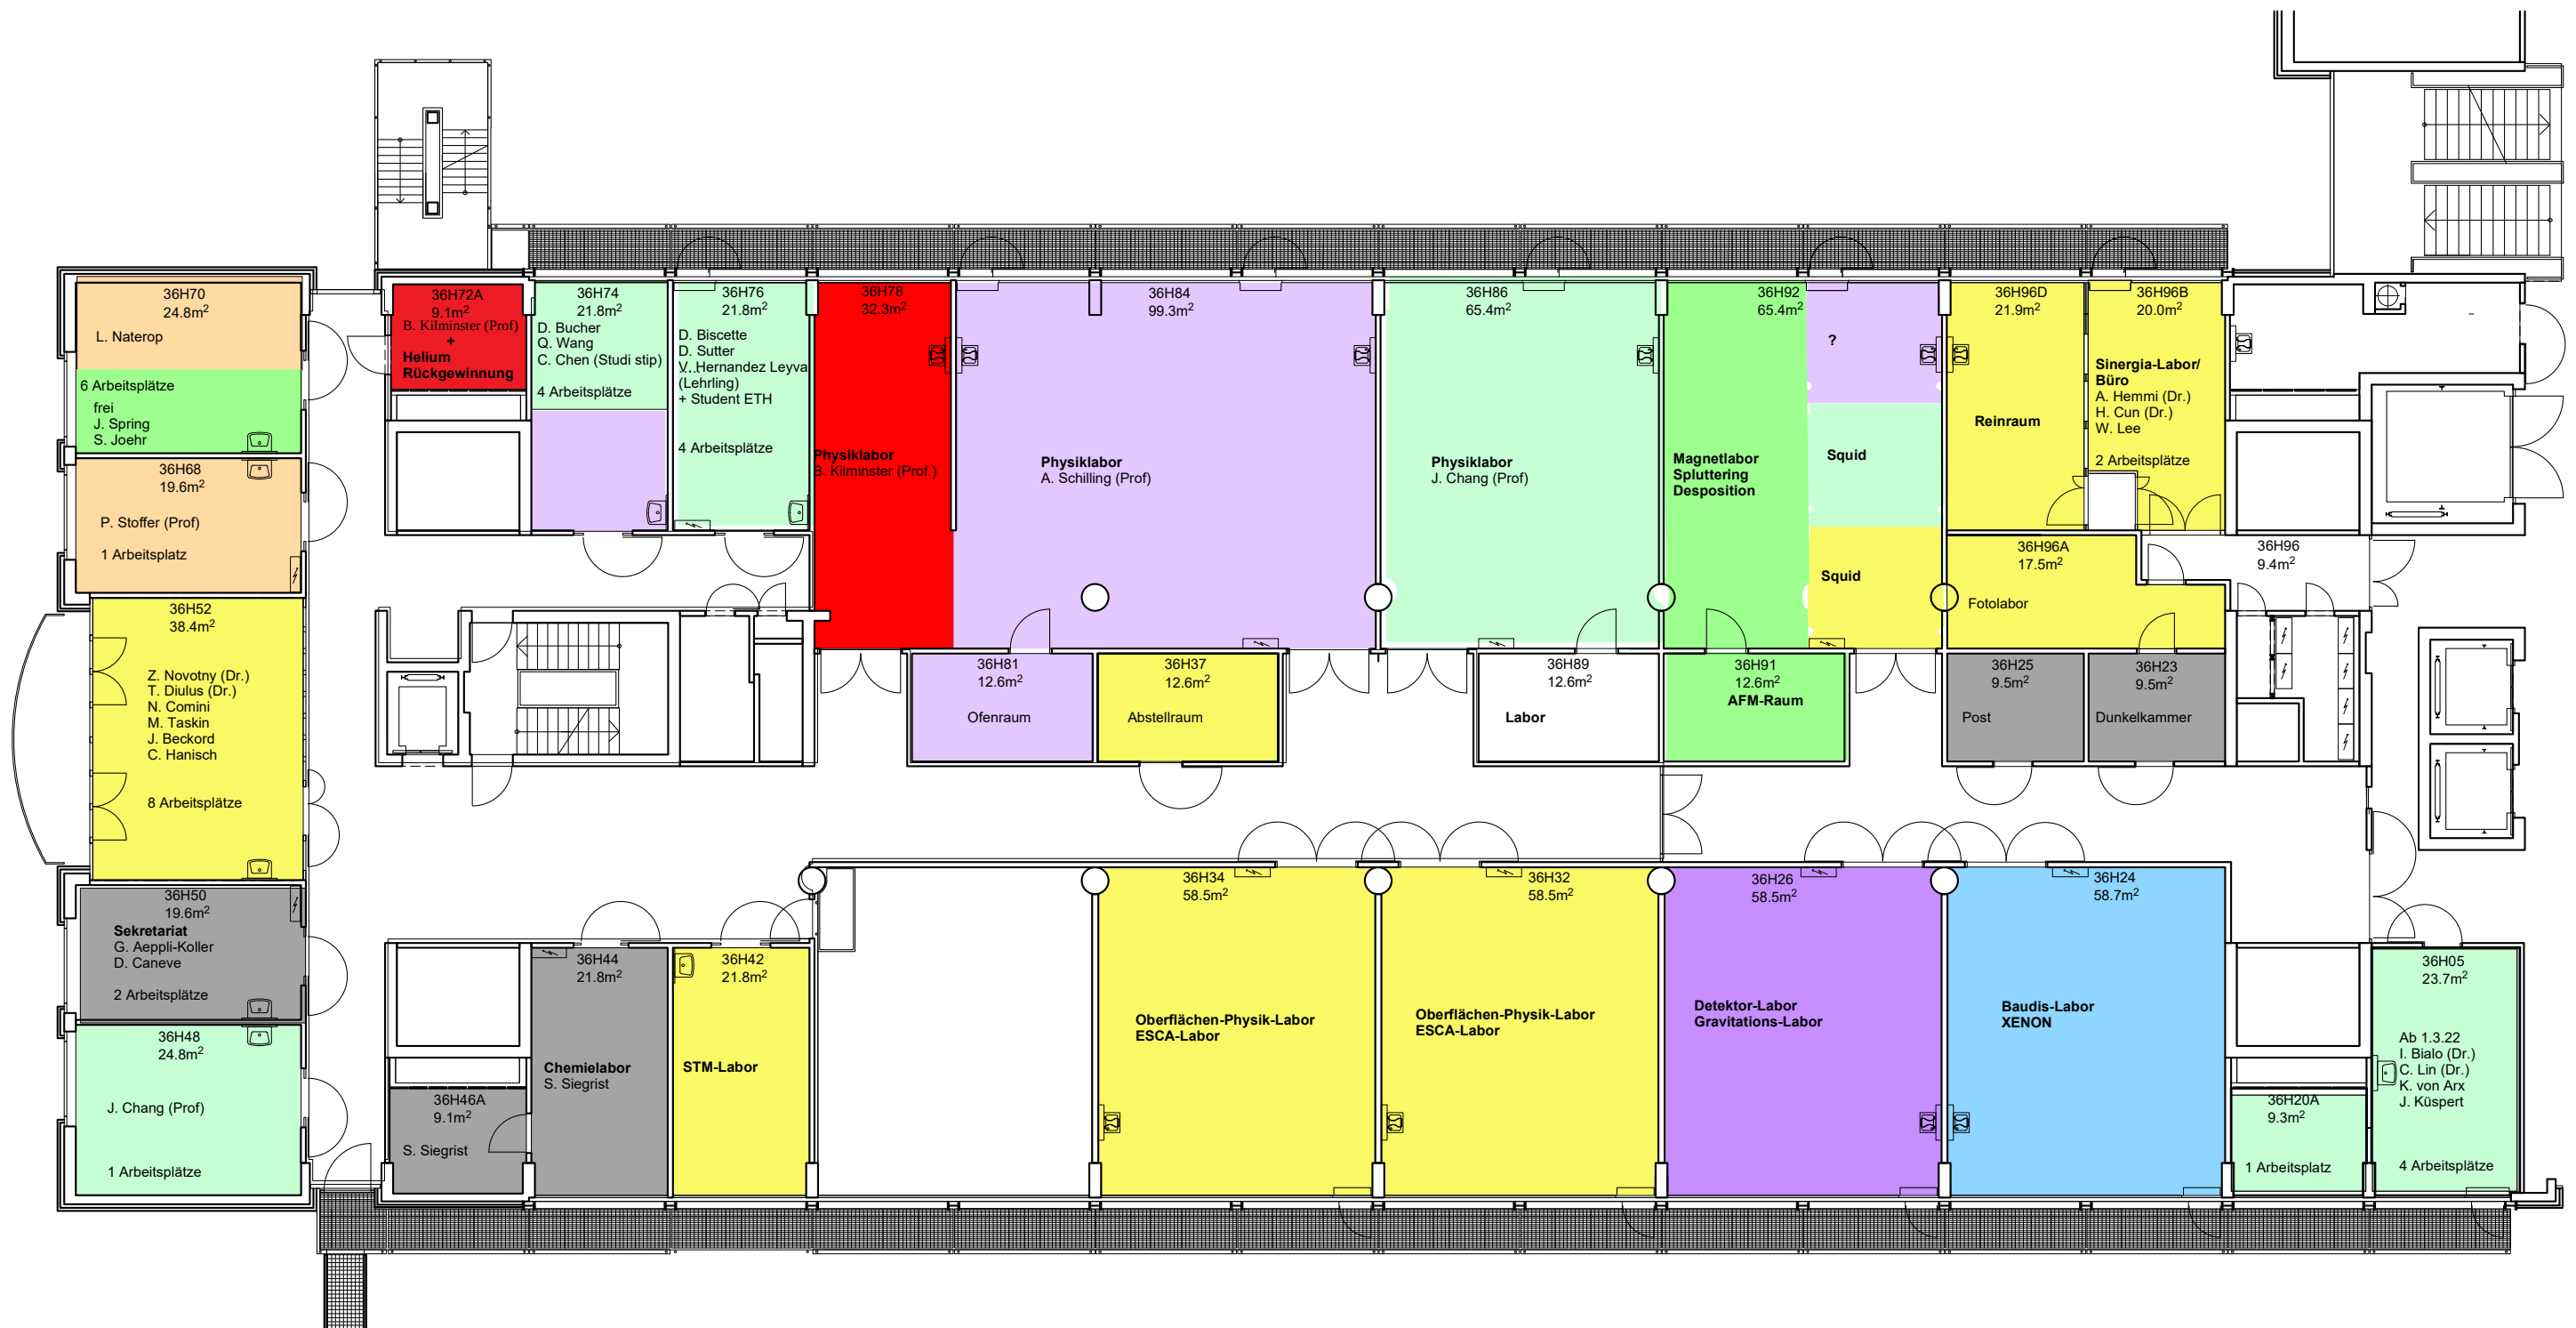 36H70
24.8m2
L. Naterop
6 Arbeitsplätze
frei
J. Spring
S. Joehr
36H68
19.6m2
P. Stoffer (Prof)
1 Arbeitsplatz
36H52
38.4m2
Z. Novotny (Dr.)
T. Diulus (Dr.)
N. Comini
M. Taskin
J. Beckord
C. Hanisch
8 Arbeitsplätze
36H50
19.6m2
Sekretariat
G. Aeppli-Koller
D. Caneve
2 Arbeitsplätze
36H48
24.8m2
J. Chang (Prof)
1 Arbeitsplätze
36H72A
9.1m2
B. Kilminster (Prof)
+
Helium
Rückgewinnung
36H74
21.8m2
D. Bucher
Q. Wang
C. Chen (Studi stip)
4 Arbeitsplätze
36H76
21.8m2
D. Biscette
D. Sutter
V,.Hernandez Leyva
(Lehrling)
+ Student ETH
4 Arbeitsplätze
36H78
32.3m2
Physiklabor
B. Kilminster (Prof.)
36H84
99.3m2
Physiklabor
A. Schilling (Prof)
36H86
65.4m2
Physiklabor
J. Chang (Prof)
36H92
65.4m2
?
Magnetlabor
Spluttering
Desposition
Squid
Squid
36H96D
21.9m2
Reinraum
36H96B
20.0m2
Sinergia-Labor/
Büro
A. Hemmi (Dr.)
H. Cun (Dr.)
W. Lee
2 Arbeitsplätze
36H96A
17.5m2
Fotolabor
36H96
9.4m2
36H81
12.6m2
Ofenraum
36H37
12.6m2
Abstellraum
36H89
12.6m2
Labor
36H91
12.6m2
AFM-Raum
36H25
9.5m2
Post
36H23
9.5m2
Dunkelkammer
36H46A
9.1m2
S. Siegrist
36H44
21.8m2
Chemielabor
S. Siegrist
36H42
21.8m2
STM-Labor
36H34
58.5m2
Oberflächen-Physik-Labor
ESCA-Labor
36H32
58.5m2
Oberflächen-Physik-Labor
ESCA-Labor
36H26
58.5m2
Detektor-Labor
Gravitations-Labor
36H24
58.7m2
Baudis-Labor
XENON
36H20A
9.3m2
1 Arbeitsplatz
36H05
23.7m2
Ab 1.3.22
I. Bialo (Dr.)
C. Lin (Dr.)
K. von Arx
J. Küspert
4 Arbeitsplätze